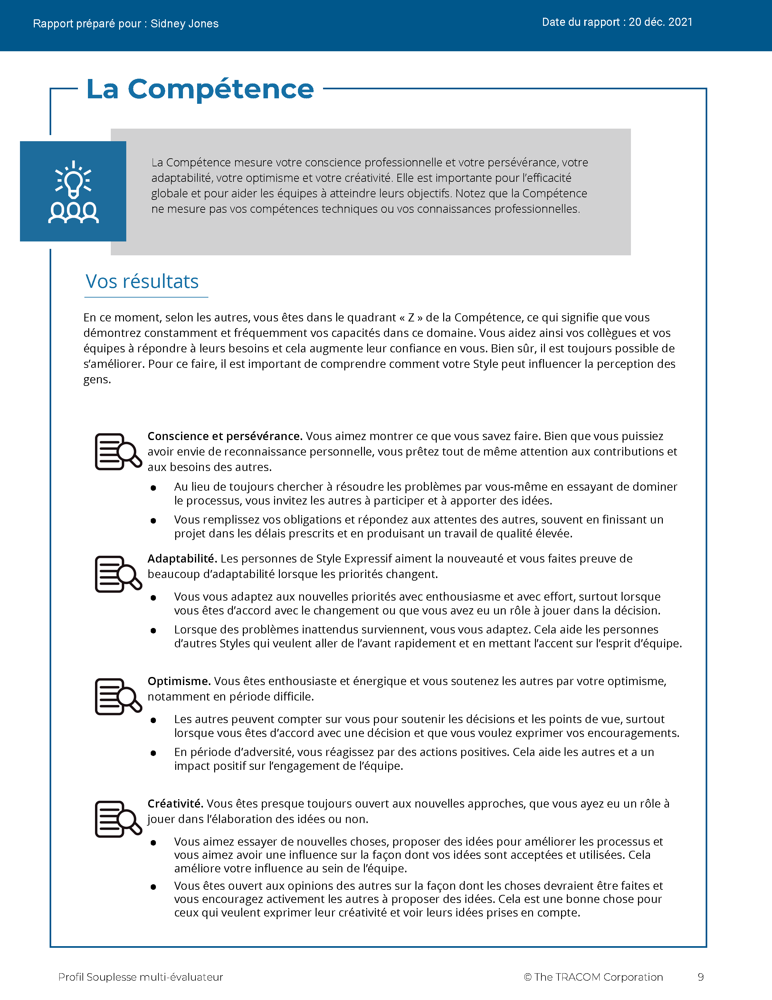 Rapport préparé pour : Sidney Jones
Date du rapport : 20 déc. 2021
La Compétence
La Compétence mesure votre conscience professionnelle et votre persévérance, votre
adaptabilité, votre optimisme et votre créativité. Elle est importante pour l’efficacité
globale et pour aider les équipes à atteindre leurs objectifs. Notez que la Compétence
ne mesure pas vos compétences techniques ou vos connaissances professionnelles.
Vos résultats
En ce moment, selon les autres, vous êtes dans le quadrant « Z » de la Compétence, ce qui signifie que vous
démontrez constamment et fréquemment vos capacités dans ce domaine. Vous aidez ainsi vos collègues et vos
équipes à répondre à leurs besoins et cela augmente leur confiance en vous. Bien sûr, il est toujours possible de
s’améliorer. Pour ce faire, il est important de comprendre comment votre Style peut influencer la perception des
gens.
Conscience et persévérance. Vous aimez montrer ce que vous savez faire. Bien que vous puissiez
avoir envie de reconnaissance personnelle, vous prêtez tout de même attention aux contributions et
aux besoins des autres.
● Au lieu de toujours chercher à résoudre les problèmes par vous-même en essayant de dominer
le processus, vous invitez les autres à participer et à apporter des idées.
● Vous remplissez vos obligations et répondez aux attentes des autres, souvent en finissant un
projet dans les délais prescrits et en produisant un travail de qualité élevée.
Adaptabilité. Les personnes de Style Expressif aiment la nouveauté et vous faites preuve de
beaucoup d’adaptabilité lorsque les priorités changent.
● Vous vous adaptez aux nouvelles priorités avec enthousiasme et avec effort, surtout lorsque
vous êtes d’accord avec le changement ou que vous avez eu un rôle à jouer dans la décision.
● Lorsque des problèmes inattendus surviennent, vous vous adaptez. Cela aide les personnes
d’autres Styles qui veulent aller de l’avant rapidement et en mettant l’accent sur l’esprit d’équipe.
Optimisme. Vous êtes enthousiaste et énergique et vous soutenez les autres par votre optimisme,
notamment en période difficile.
● Les autres peuvent compter sur vous pour soutenir les décisions et les points de vue, surtout
lorsque vous êtes d’accord avec une décision et que vous voulez exprimer vos encouragements.
● En période d’adversité, vous réagissez par des actions positives. Cela aide les autres et a un
impact positif sur l’engagement de l’équipe.
Créativité. Vous êtes presque toujours ouvert aux nouvelles approches, que vous ayez eu un rôle à
jouer dans l’élaboration des idées ou non.
● Vous aimez essayer de nouvelles choses, proposer des idées pour améliorer les processus et
vous aimez avoir une influence sur la façon dont vos idées sont acceptées et utilisées. Cela
améliore votre influence au sein de l’équipe.
● Vous êtes ouvert aux opinions des autres sur la façon dont les choses devraient être faites et
vous encouragez activement les autres à proposer des idées. Cela est une bonne chose pour
ceux qui veulent exprimer leur créativité et voir leurs idées prises en compte.
Profil Souplesse multi-évaluateur
© The TRACOM Corporation
9